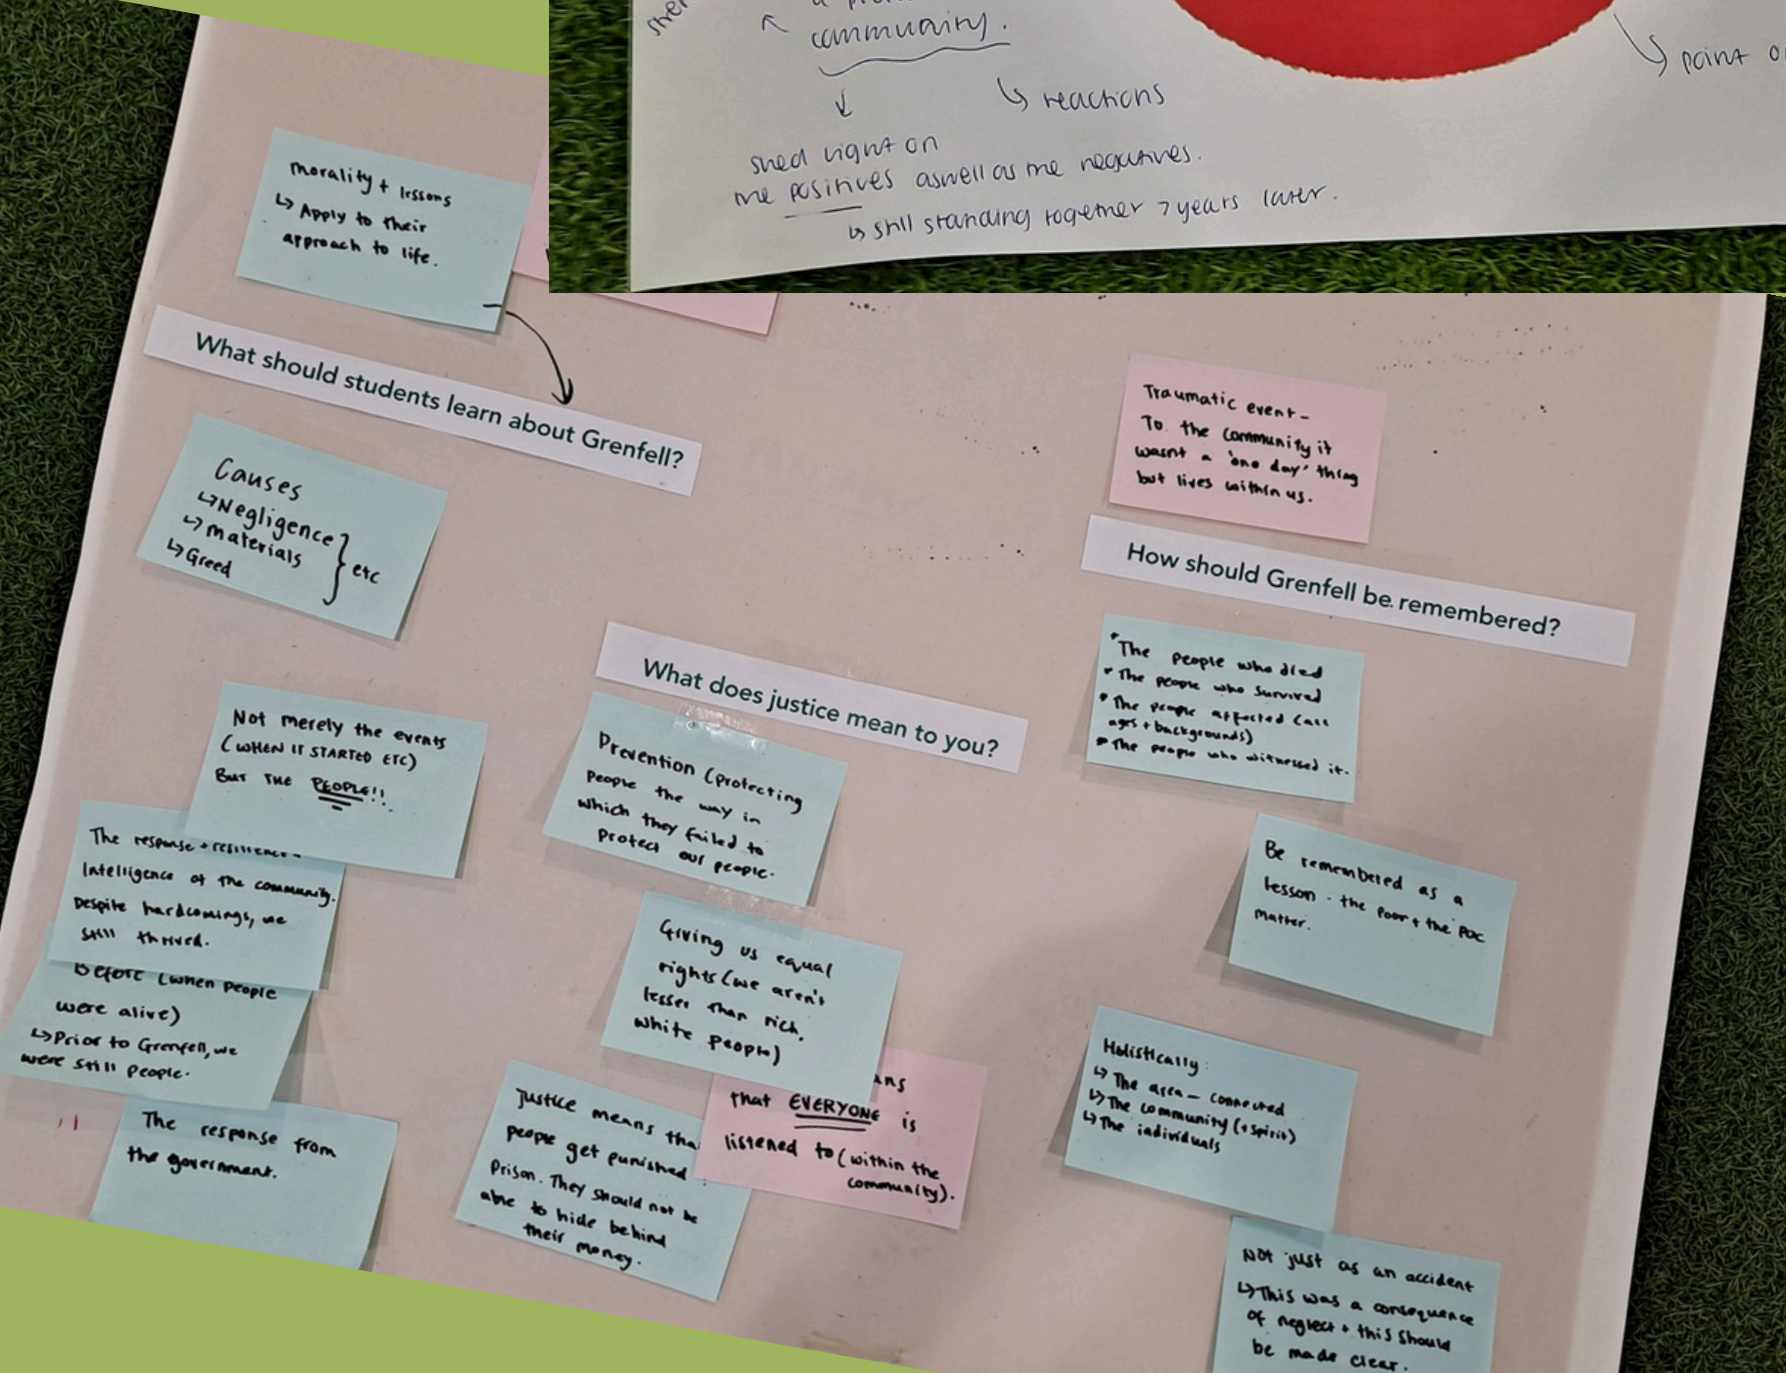 community.
reactions
shed light on
the positives aswell as the negatives.
↳ still standing together 7 years later.
point
morality + lessons
↳ Apply to their
approach to life.
What should students learn about Grenfell?
Causes
↳ Negligence
↳ materials
↳ Greed
etc
Not merely the events
(WHEN IT STARTED ETC)
BUT THE PEOPLE!!
The response + resilience +
Intelligence of the community.
Despite hardcomings, we
still thrived.
Before (when people
were alive)
↳ Prior to Grenfell, we
were still people.
The response from
the government.
What does justice mean to you?
Prevention (protecting
people the way in
which they failed to
protect our people.
Giving us equal
rights (we aren't
lesser than rich,
white people)
Justice means tha
people get punished.
Prison. They should not be
able to hide behind
their money.
that EVERYONE is
listened to (within the
community).
Traumatic event -
To the community it
wasnt a 'one day' thing
but lives within us.
How should Grenfell be remembered?
• The people who died
• The people who survived
• The people affected (all
ages + backgrounds)
• The people who witnessed it.
Be remembered as a
lesson - the poor + the POC
matter.
Holistically:
↳ The area - connected
↳ The community (+ spirit)
↳ The individuals
Not just as an accident
↳ This was a consequence
of neglect + this should
be made clear.